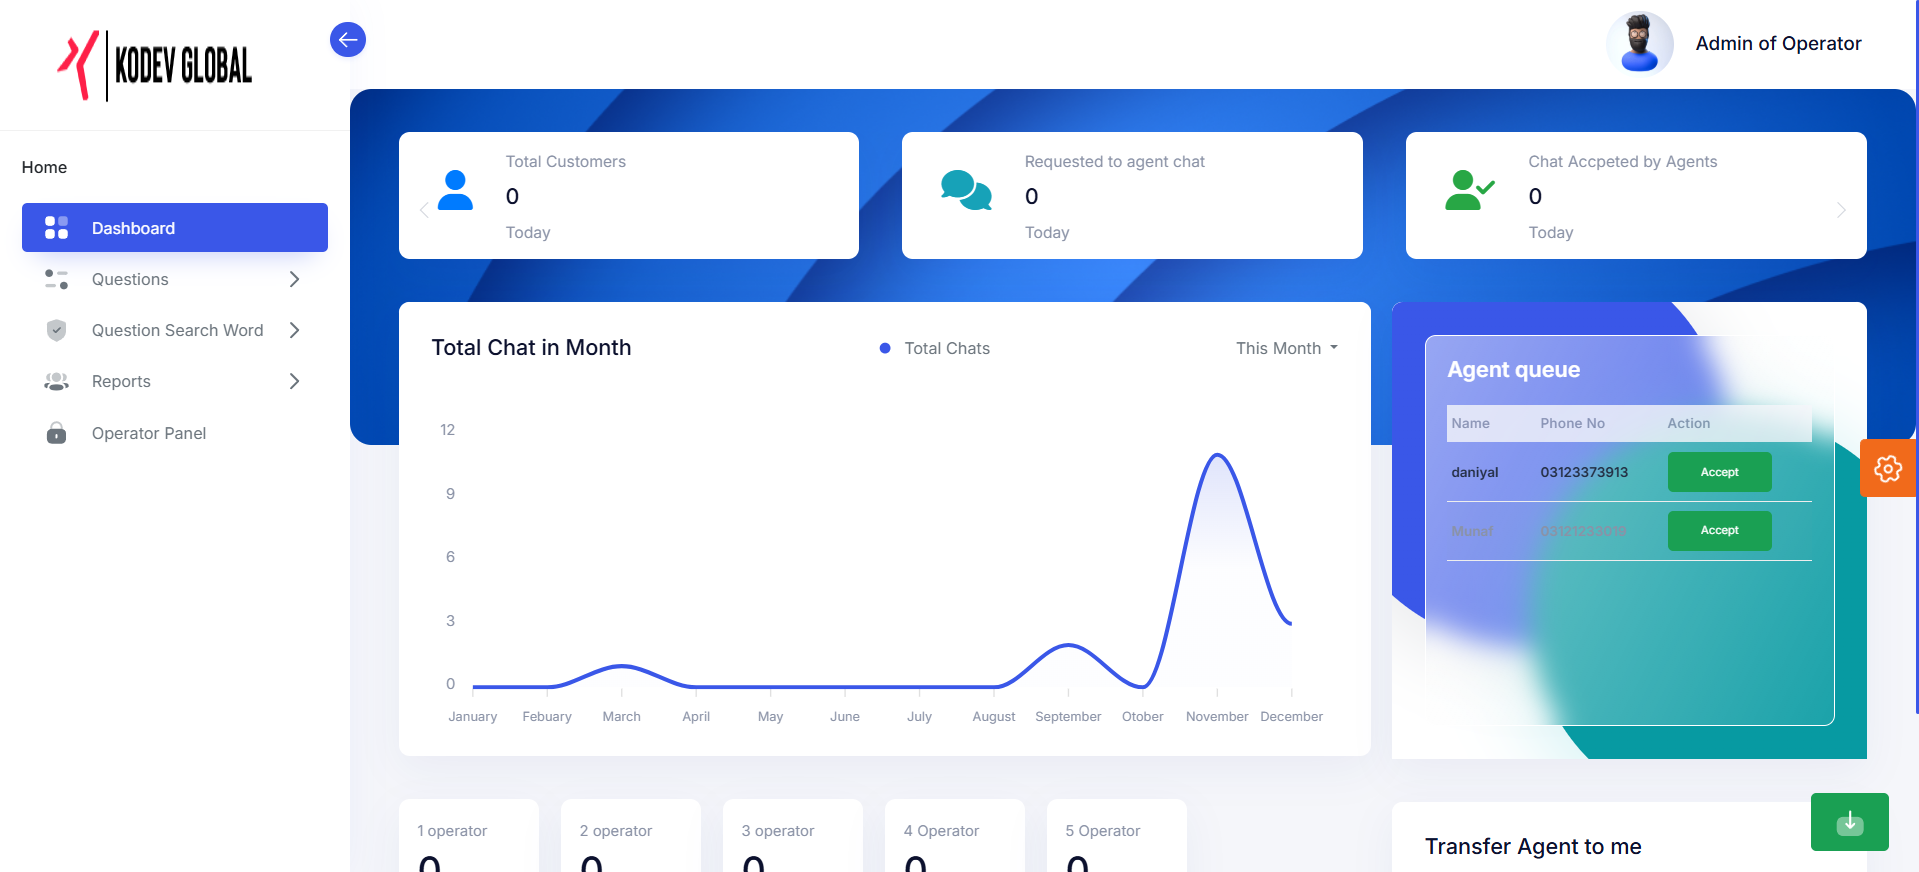 KODEV GLOBAL
Admin of Operator
Home
Dashboard
Questions
Question Search Word
Reports
Operator Panel
Total Customers
0
Today
Requested to agent chat
0
Today
Chat Accpeted by Agents
0
Today
Total Chat in Month
Total Chats
This Month
12
9
6
3
0
January Febuary March April May June July August September Otober November December
Agent queue
Name Phone No Action
daniyal 03123373913 Accept
Munaf Accept
1 operator
0
2 operator
0
3 operator
0
4 Operator
0
5 Operator
0
Transfer Agent to me